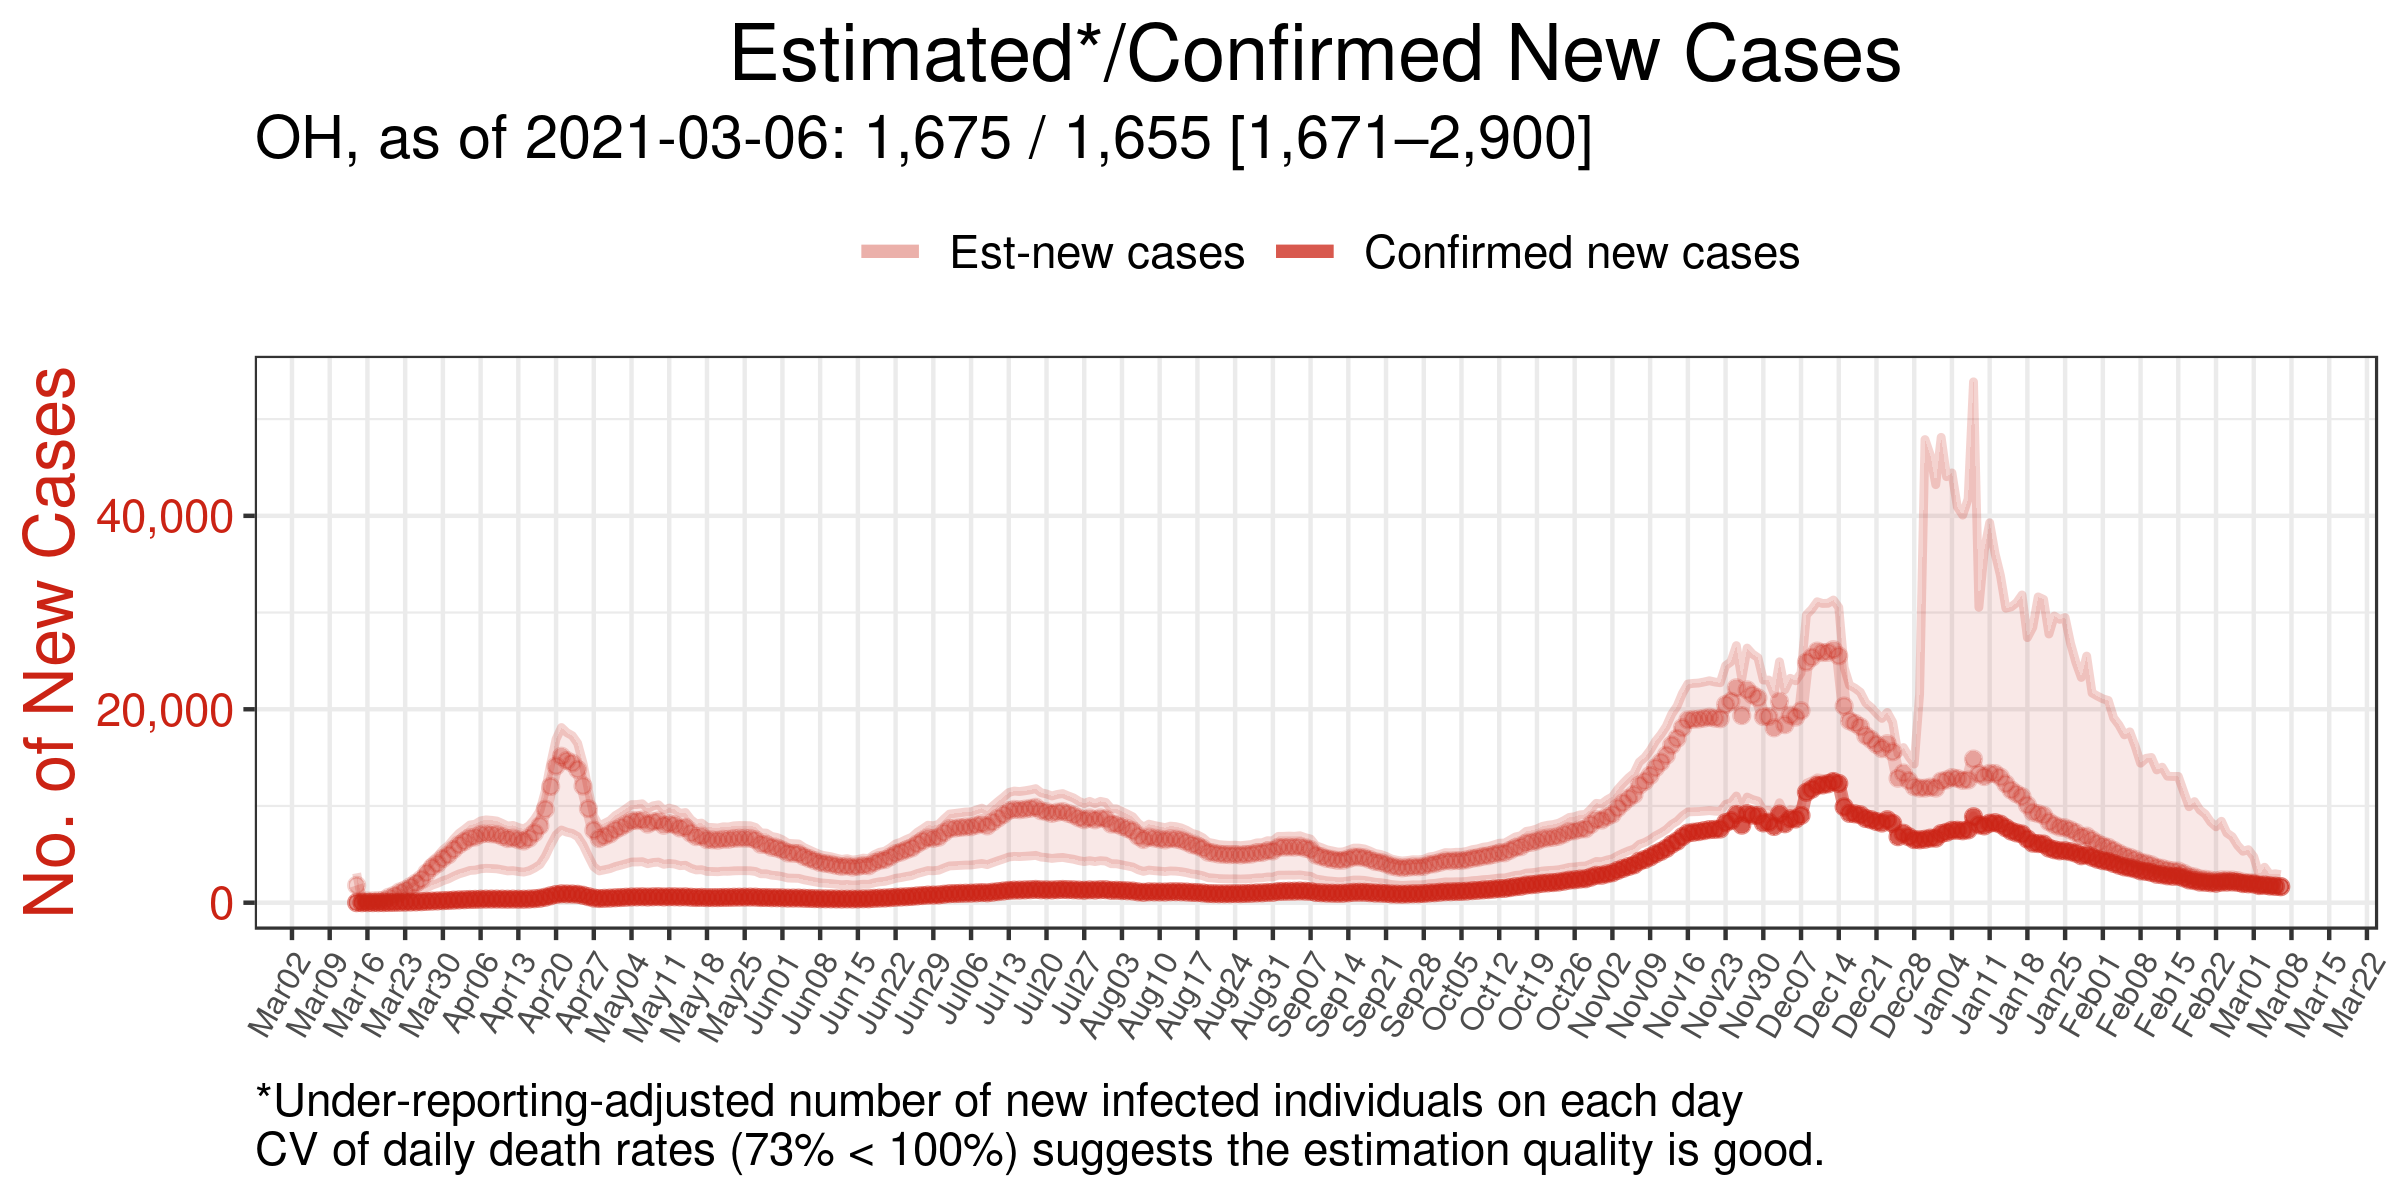 Estimated*/Confirmed New Cases
OH, as of 2021-03-06: 1,675 / 1,655 [1,671–2,900]
Est-new cases
Confirmed new cases
No. of New Cases
40,000
20,000
0
Mar02
Mar09
Mar16
Mar23
Mar30
Apr06
Apr13
Apr20
Apr27
May04
May11
May18
May25
Jun01
Jun08
Jun15
Jun22
Jun29
Jul06
Jul13
Jul20
Jul27
Aug03
Aug10
Aug17
Aug24
Aug31
Sep07
Sep14
Sep21
Sep28
Oct05
Oct12
Oct19
Oct26
Nov02
Nov09
Nov16
Nov23
Nov30
Dec07
Dec14
Dec21
Dec28
Jan04
Jan11
Jan18
Jan25
Feb01
Feb08
Feb15
Feb22
Mar01
Mar08
Mar15
Mar22
*Under-reporting-adjusted number of new infected individuals on each day
CV of daily death rates (73% < 100%) suggests the estimation quality is good.